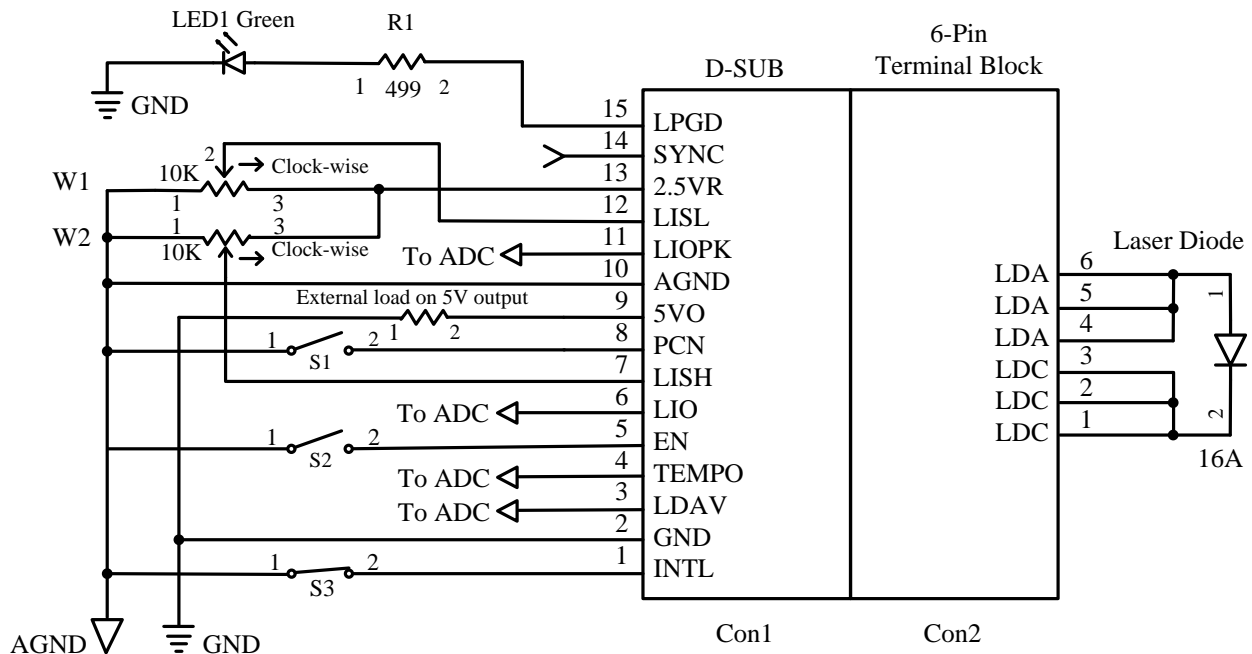 LED1 Green
R1
1 499 2
GND
D-SUB
6-Pin
Terminal Block
15 LPGD
14 SYNC
13 2.5VR
12 LISL
11 LIOPK
10 AGND
9 5VO
8 PCN
7 LISH
6 LIO
5 EN
4 TEMPO
3 LDAV
2 GND
1 INTL
W1 10K 2 Clock-wise
1 3
W2 1 3
10K Clock-wise
To ADC
External load on 5V output
1 2
1 S1 2
To ADC
1 S2 2
To ADC
To ADC
1 S3 2
AGND
GND
Con1
Con2
Laser Diode
LDA 6
LDA 5
LDA 4
LDC 3
LDC 2
LDC 1
1
2
16A